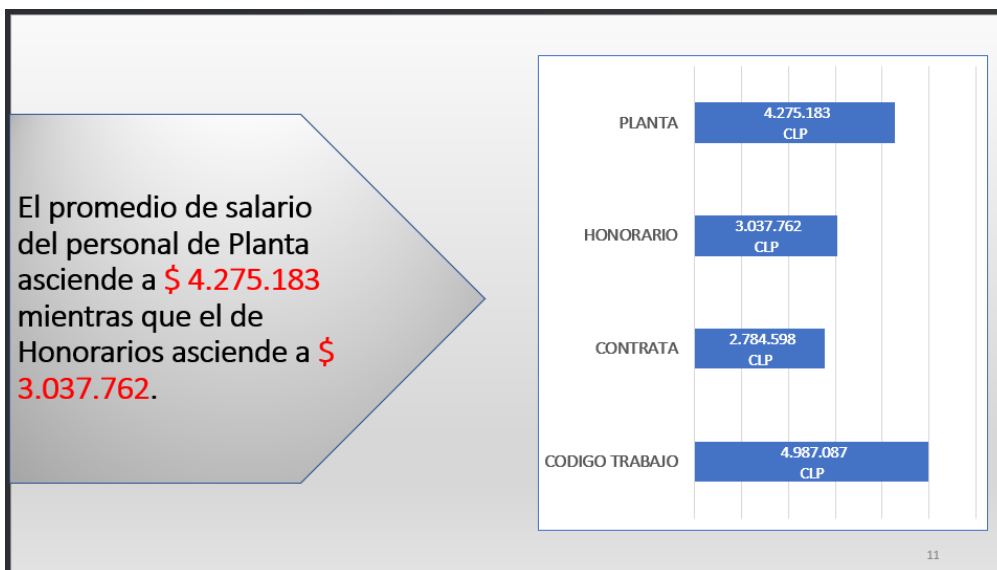 El promedio de salario
del personal de Planta
asciende a $ 4.275.183
mientras que el de
Honorarios asciende a $
3.037.762.
PLANTA
4.275.183
CLP
HONORARIO
3.037.762
CLP
CONTRATA
2.784.598
CLP
CODIGO TRABAJO
4.987.087
CLP
11